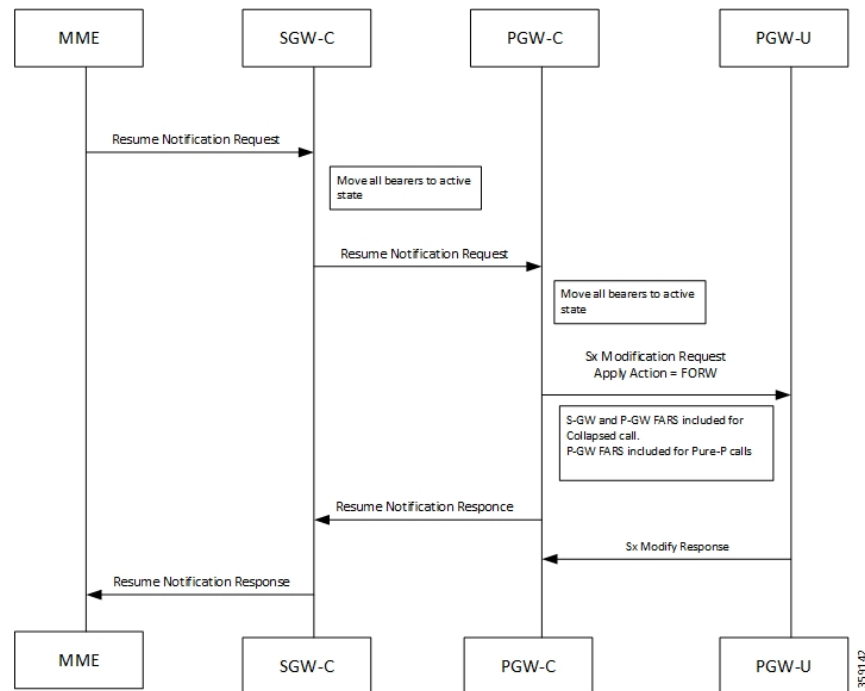 MME
SGW-C
PGW-C
PGW-U
Resume Notification Request
Move all bearers to active
state
Resume Notification Request
Move all bearers to active
state
Sx Modification Request
Apply Action = FORW
S-GW and P-GW FARS included for
Collapsed call.
P-GW FARS included for Pure-P calls
Resume Notification Responce
Sx Modify Response
Resume Notification Response
MME
SGW-C
PGW-C
PGW-U
359142